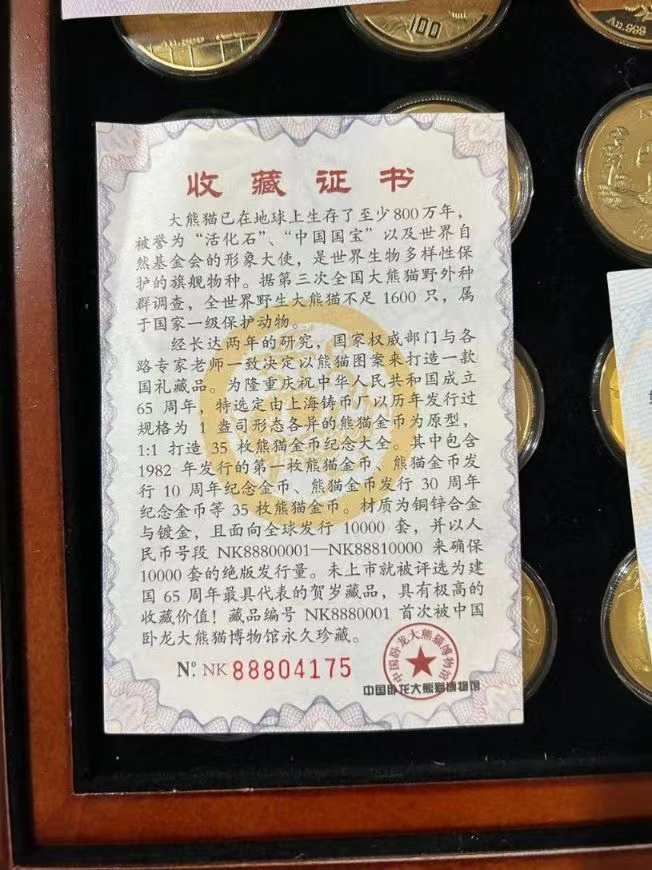 Au.999
100
Au.999
收藏证书
大熊猫已在地球上生存了至少800万年，
被誉为“活化石”、“中国国宝”以及世界自
然基金会的形象大使，是世界生物多样性保
护的旗舰物种。据第三次全国大熊猫野外种
群调查，全世界野生大熊猫不足1600只，属
于国家一级保护动物。
经长达两年的研究，国家权威部门与各
路专家老师一致决定以熊猫图案来打造一款
国礼藏品。为隆重庆祝中华人民共和国成立
65周年，特选定由上海铸币厂以历年发行过
规格为1盎司形态各异的熊猫金币为原型，
1:1打造35枚熊猫金币纪念大全。其中包含
1982年发行的第一枚熊猫金币、熊猫金币发
行10周年纪念金币、熊猫金币发行30周年
纪念金币等35枚熊猫金币。材质为铜锌合金
与镀金，且面向全球发行10000套，并以人
民币号段NK88800001—NK88810000来确保
10000套的绝版发行量。未上市就被评选为建
国65周年最具代表的贺岁藏品，具有极高的
收藏价值！藏品编号NK8880001首次被中国
卧龙大熊猫博物馆永久珍藏。
№: NK 88804175
中国卧龙大熊猫博物馆
中国卧龙大熊猫博物馆